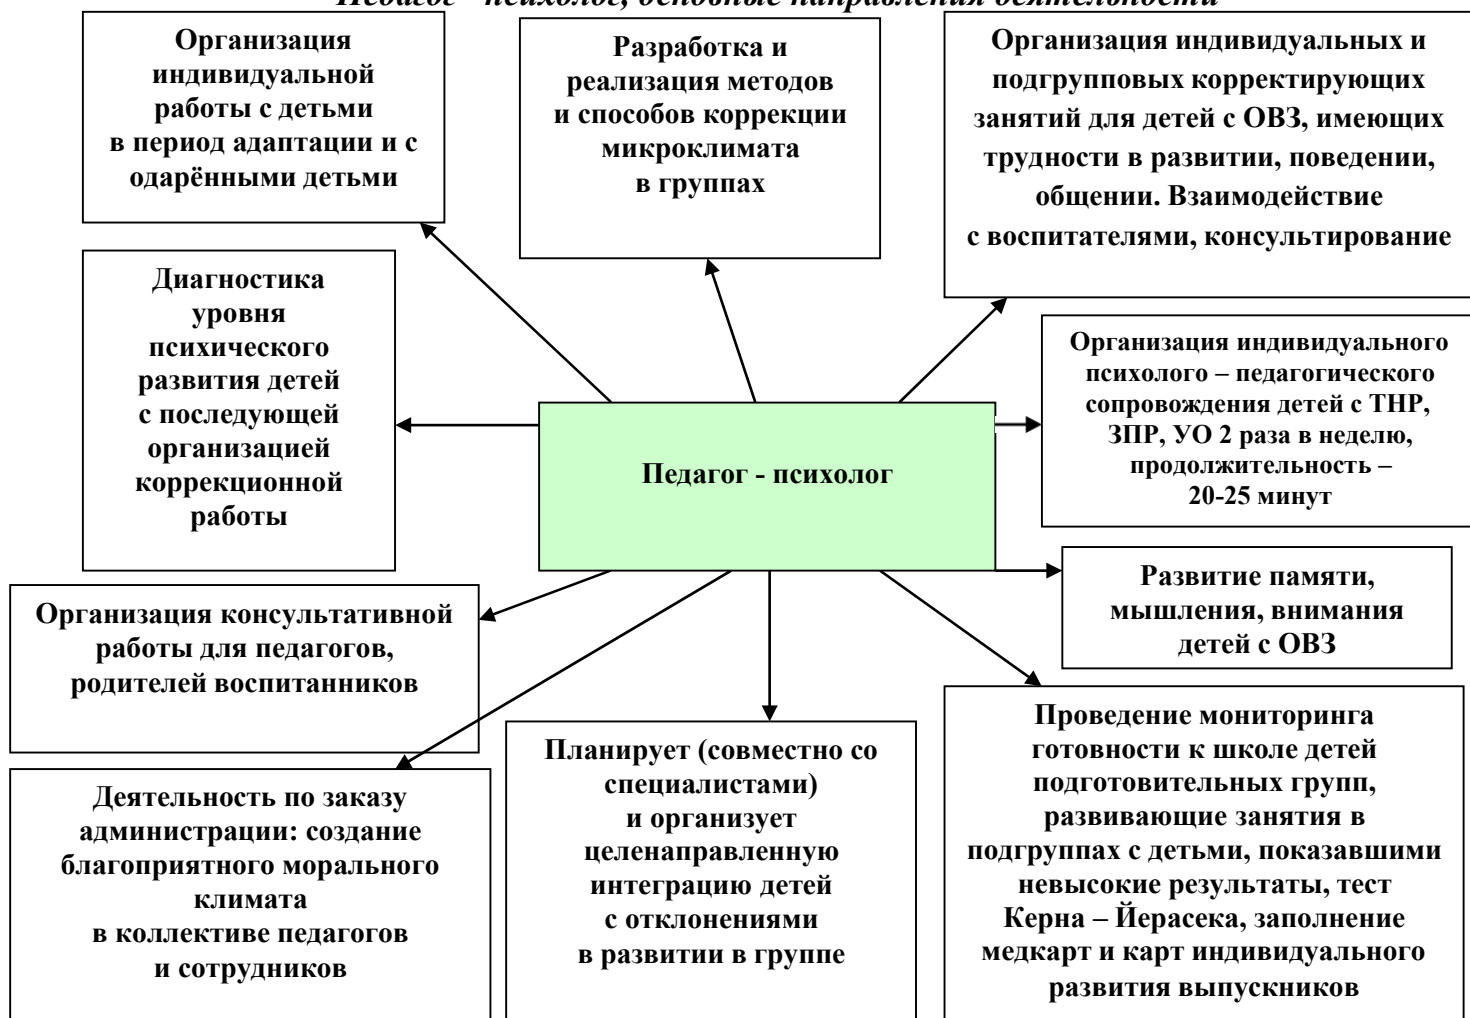 Педагог - психолог, основные направления деятельности
Организация
индивидуальной
работы с детьми
в период адаптации и с
одарёнными детьми
Разработка и
реализация методов
и способов коррекции
микроклимата
в группах
Организация индивидуальных и
подгрупповых корректирующих
занятий для детей с ОВЗ, имеющих
трудности в развитии, поведении,
общении. Взаимодействие
с воспитателями, консультирование
Диагностика
уровня
психического
развития детей
с последующей
организацией
коррекционной
работы
Организация индивидуального
психолого – педагогического
сопровождения детей с ТНР,
ЗПР, УО 2 раза в неделю,
продолжительность –
20-25 минут
Педагог - психолог
Развитие памяти,
мышления, внимания
детей с ОВЗ
Организация консультативной
работы для педагогов,
родителей воспитанников
Деятельность по заказу
администрации: создание
благоприятного морального
климата
в коллективе педагогов
и сотрудников
Планирует (совместно со
специалистами)
и организует
целенаправленную
интеграцию детей
с отклонениями
в развитии в группе
Проведение мониторинга
готовности к школе детей
подготовительных групп,
развивающие занятия в
подгруппах с детьми, показавшими
невысокие результаты, тест
Керна – Йерасека, заполнение
медкарт и карт индивидуального
развития выпускников